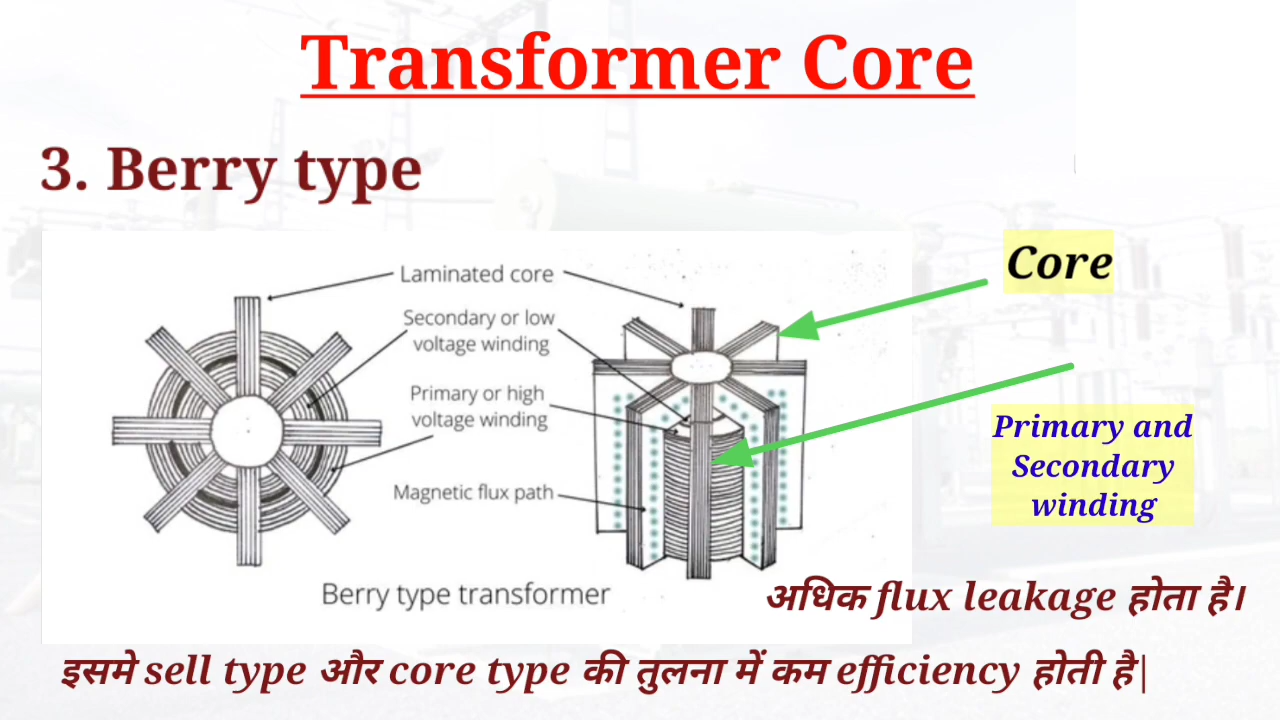 Transformer Core
3. Berry type
Laminated core
Secondary or low
voltage winding
Primary or high
voltage winding
Magnetic flux path
Berry type transformer
Core
Primary and
Secondary
winding
अधिक flux leakage होता है।
इसमे sell type और core type की तुलना में कम efficiency होती है|